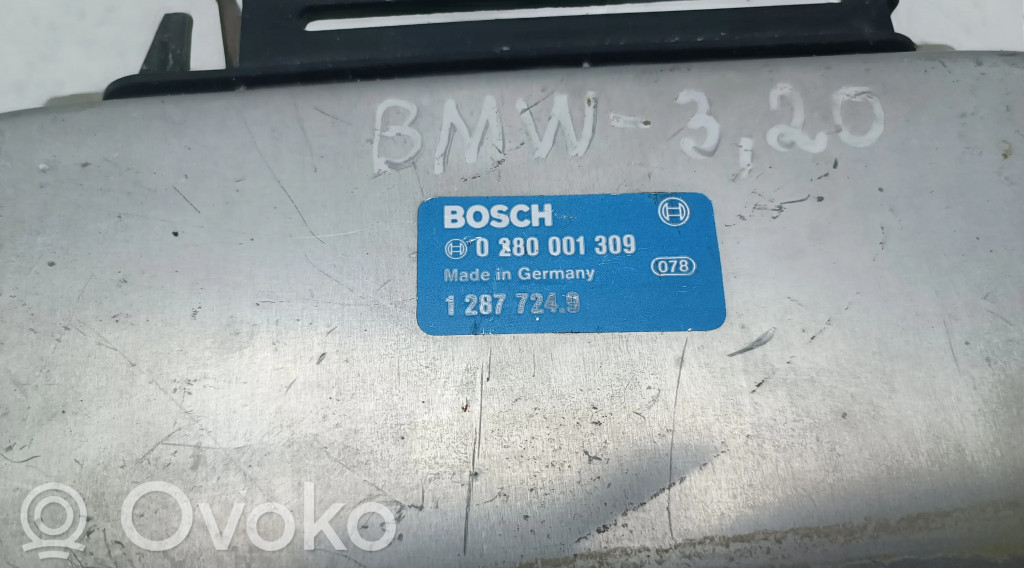 BMW-3,20
BOSCH
0 280 001 309
Made in Germany
078
1 287 724.9
Ovoko